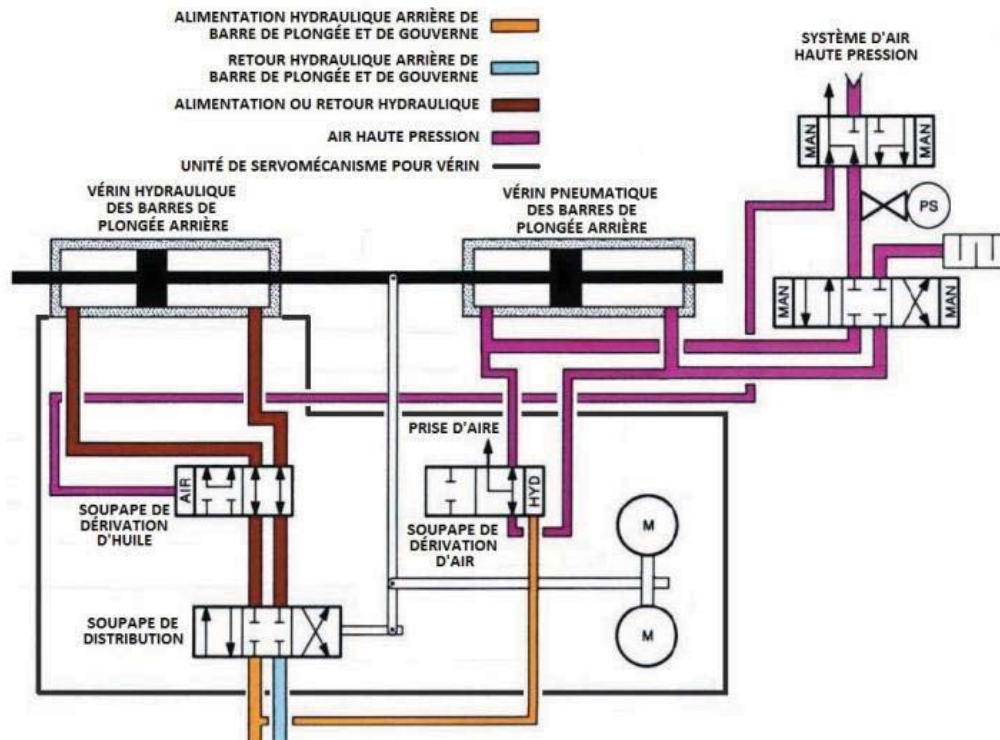 ALIMENTATION HYDRAULIQUE ARRIÈRE DE
BARRE DE PLONGÉE ET DE GOUVERNE
RETOUR HYDRAULIQUE ARRIÈRE DE
BARRE DE PLONGÉE ET DE GOUVERNE
ALIMENTATION OU RETOUR HYDRAULIQUE
AIR HAUTE PRESSION
UNITÉ DE SERVOMÉCANISME POUR VÉRIN
SYSTÈME D'AIR
HAUTE PRESSION
MAN
MAN
VÉRIN HYDRAULIQUE
DES BARRES DE
PLONGÉE ARRIÈRE
VÉRIN PNEUMATIQUE
DES BARRES DE
PLONGÉE ARRIÈRE
PS
MAN
MAN
PRISE D'AIRE
AIR
HYD
SOUPAPE DE
DÉRIVATION
D'HUILE
SOUPAPE DE
DÉRIVATION
D'AIR
M
SOUPAPE DE
DISTRIBUTION
M